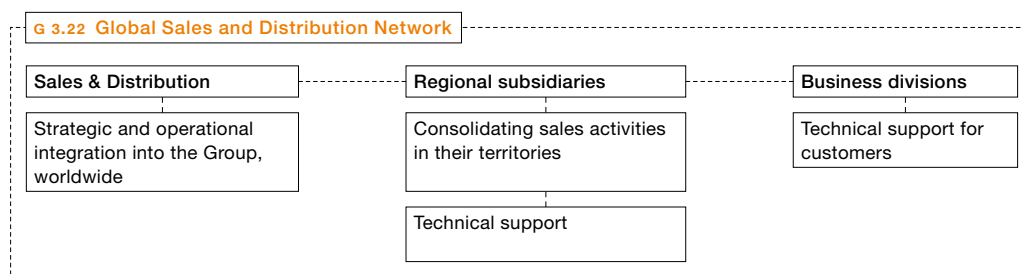 G 3.22 Global Sales and Distribution Network
Sales & Distribution
Regional subsidiaries
Business divisions
Strategic and operational
integration into the Group,
worldwide
Consolidating sales activities
in their territories
Technical support for
customers
Technical support